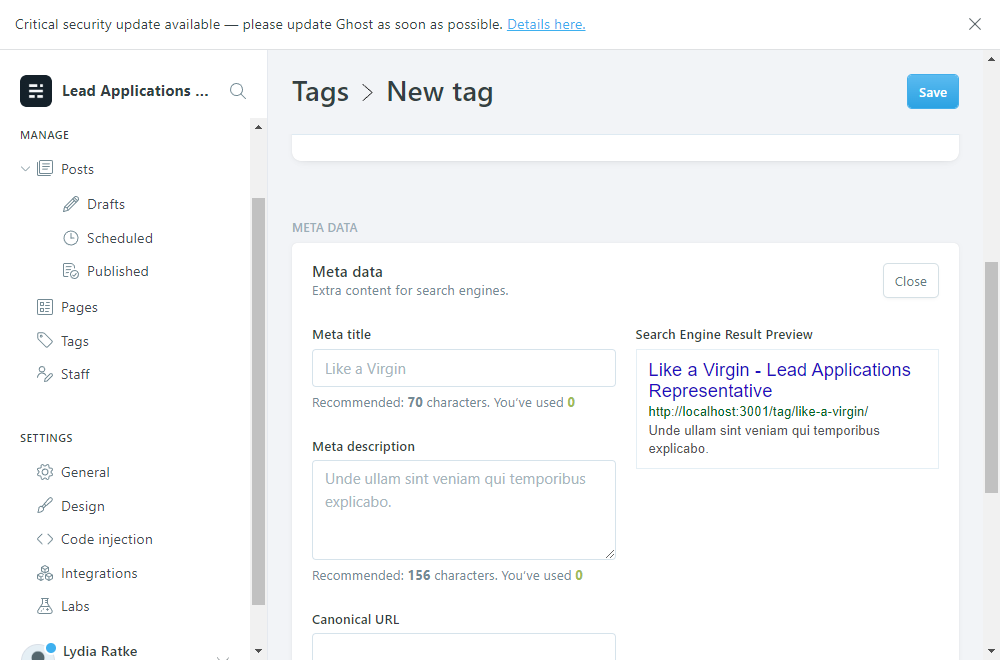 Critical security update available — please update Ghost as soon as possible. Details here.
Lead Applications ...
MANAGE
Posts
Drafts
Scheduled
Published
Pages
Tags
Staff
SETTINGS
General
Design
Code injection
Integrations
Labs
Lydia Ratke
Tags > New tag
Save
META DATA
Meta data
Extra content for search engines.
Close
Meta title
Like a Virgin
Recommended: 70 characters. You've used 0
Meta description
Unde ullam sint veniam qui temporibus
explicabo.
Recommended: 156 characters. You've used 0
Canonical URL
Search Engine Result Preview
Like a Virgin - Lead Applications
Representative
http://localhost:3001/tag/like-a-virgin/
Unde ullam sint veniam qui temporibus
explicabo.